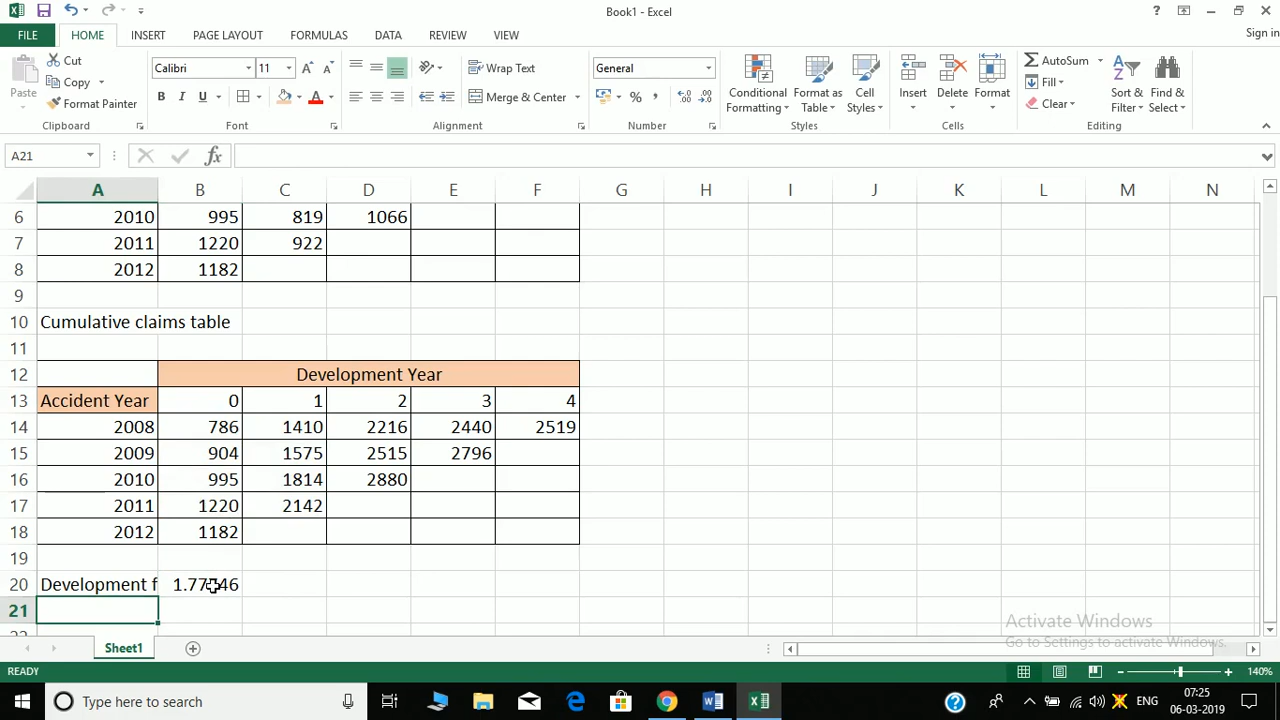 Book1 - Excel
Sign in
FILE HOME INSERT PAGE LAYOUT FORMULAS DATA REVIEW VIEW
Cut
Copy
Format Painter
Paste
Clipboard
Calibri 11
B I U
Font
Wrap Text
Merge & Center
Alignment
General
Number
Conditional Formatting
Format as Table
Cell Styles
Styles
Insert Delete Format
Cells
AutoSum
Fill
Clear
Sort & Filter
Find & Select
Editing
A21
A B C D E F G H I J K L M N
6 2010 995 819 1066
7 2011 1220 922
8 2012 1182
9
10 Cumulative claims table
11
12 Development Year
13 Accident Year 0 1 2 3 4
14 2008 786 1410 2216 2440 2519
15 2009 904 1575 2515 2796
16 2010 995 1814 2880
17 2011 1220 2142
18 2012 1182
19
20 Development f
21
Activate Windows
Go to Settings to activate Windows.
Sheet1
READY
140%
Type here to search
ENG
07:25
06-03-2019